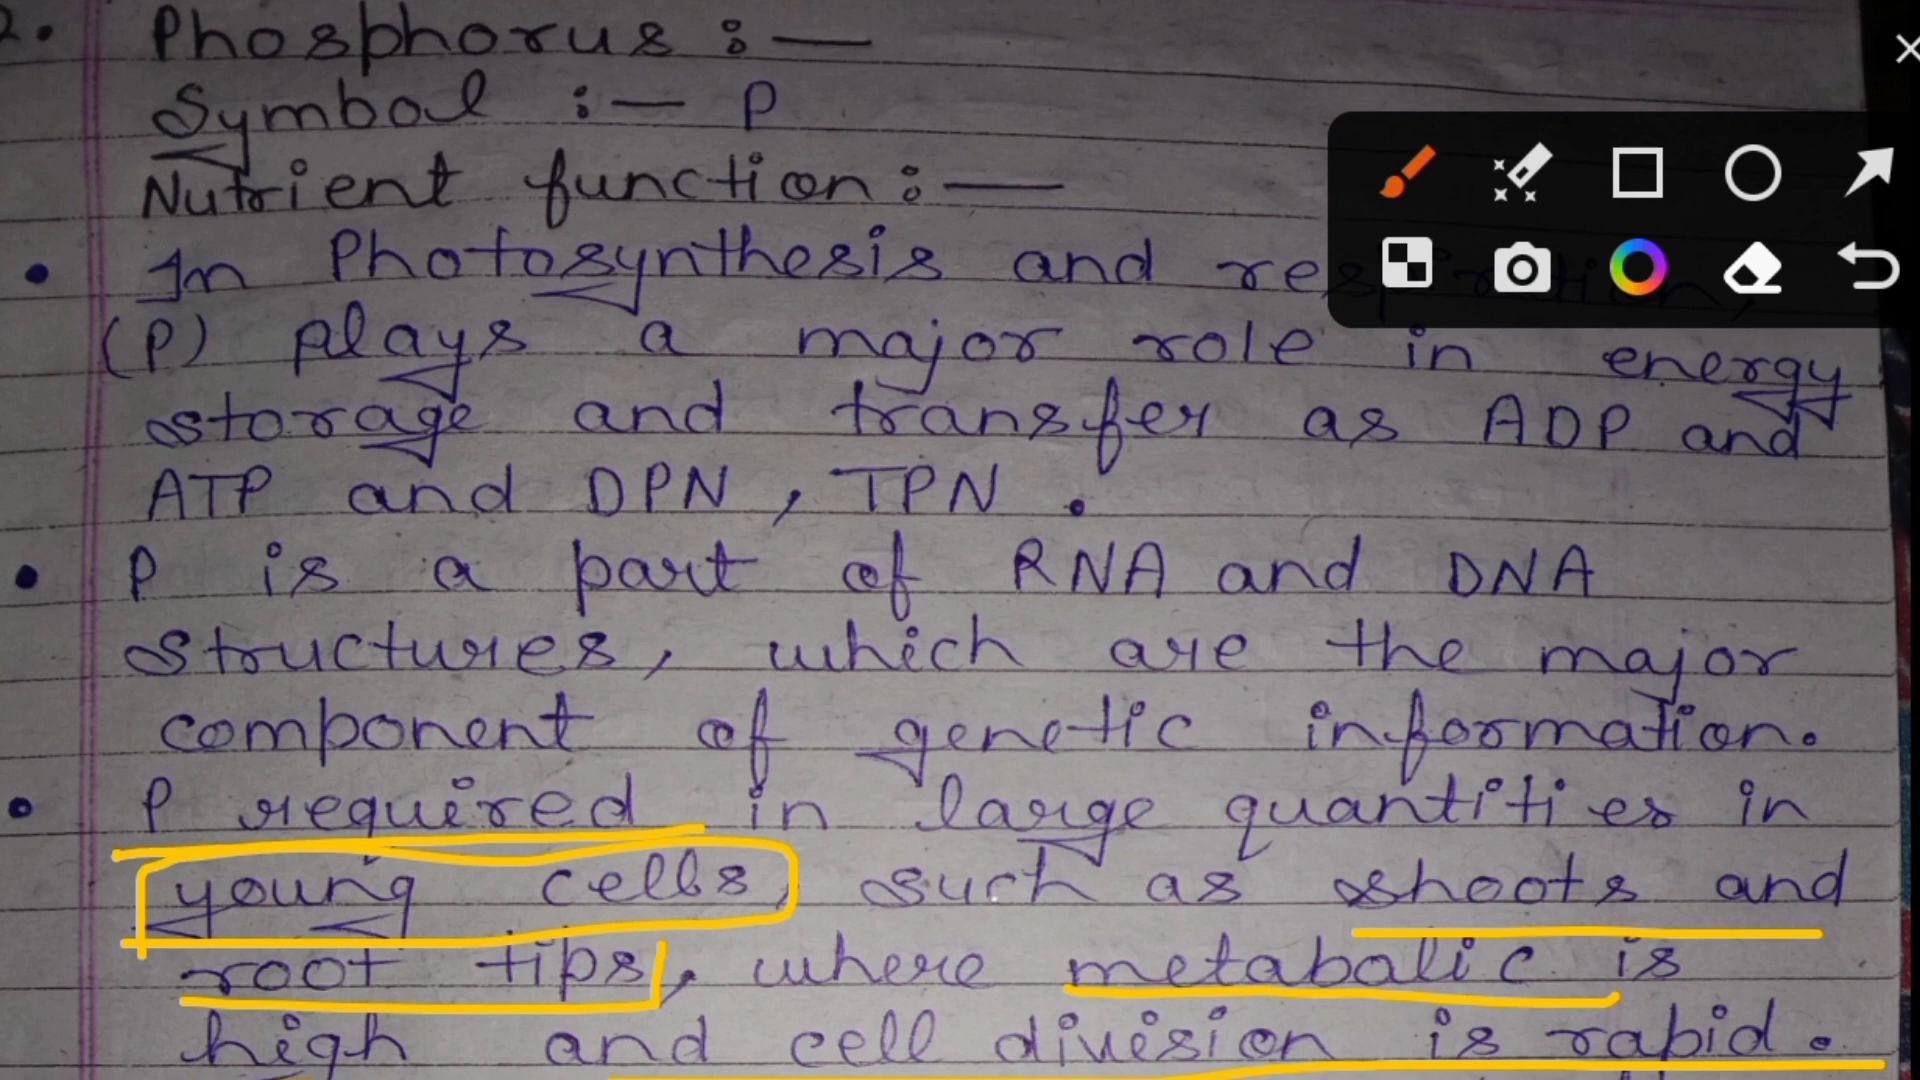 2. Phosphorus :—
Symbol :— P
Nutrient function :—
• In Photosynthesis and respiration,
(P) plays a major role in energy
storage and transfer as ADP and
ATP and DPN, TPN .
• P is a part of RNA and DNA
structures, which are the major
component of genetic information.
• P required in large quantities in
young cells, such as shoots and
root tips, where metabalic is
high and cell division is rapid.